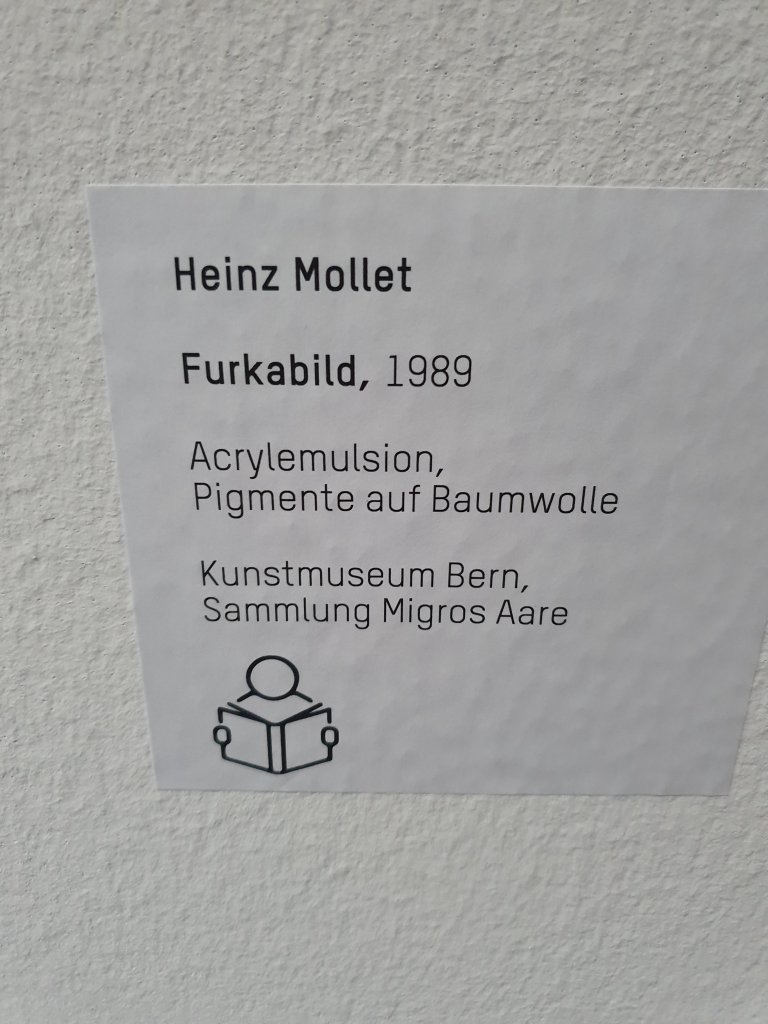 Heinz Mollet
Furkabild, 1989
Acrylemulsion,
Pigmente auf Baumwolle
Kunstmuseum Bern,
Sammlung Migros Aare